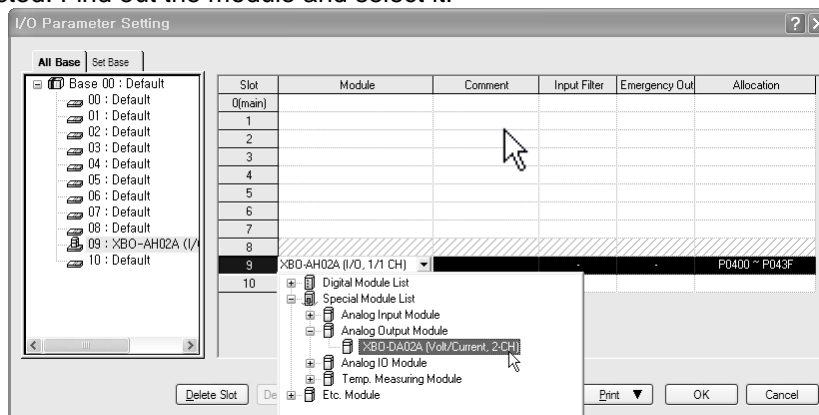 cted. Find out the module and select it.
I/O Parameter Setting
All Base Set Base
Base 00 : Default
00 : Default
01 : Default
02 : Default
03 : Default
04 : Default
05 : Default
06 : Default
07 : Default
08 : Default
09 : XBO-AH02A (I/
10 : Default
Slot Module Comment Input Filter Emergency Out Allocation
0(main)
1
2
3
4
5
6
7
8
9 XBO-AH02A (I/O, 1/1 CH) - - P0400 ~ P043F
10
Digital Module List
Special Module List
Analog Input Module
Analog Output Module
XBO-DA02A (Volt/Current, 2-CH)
Analog IO Module
Temp. Measuring Module
Etc. Module
Delete Slot De Print ▼ OK Cancel